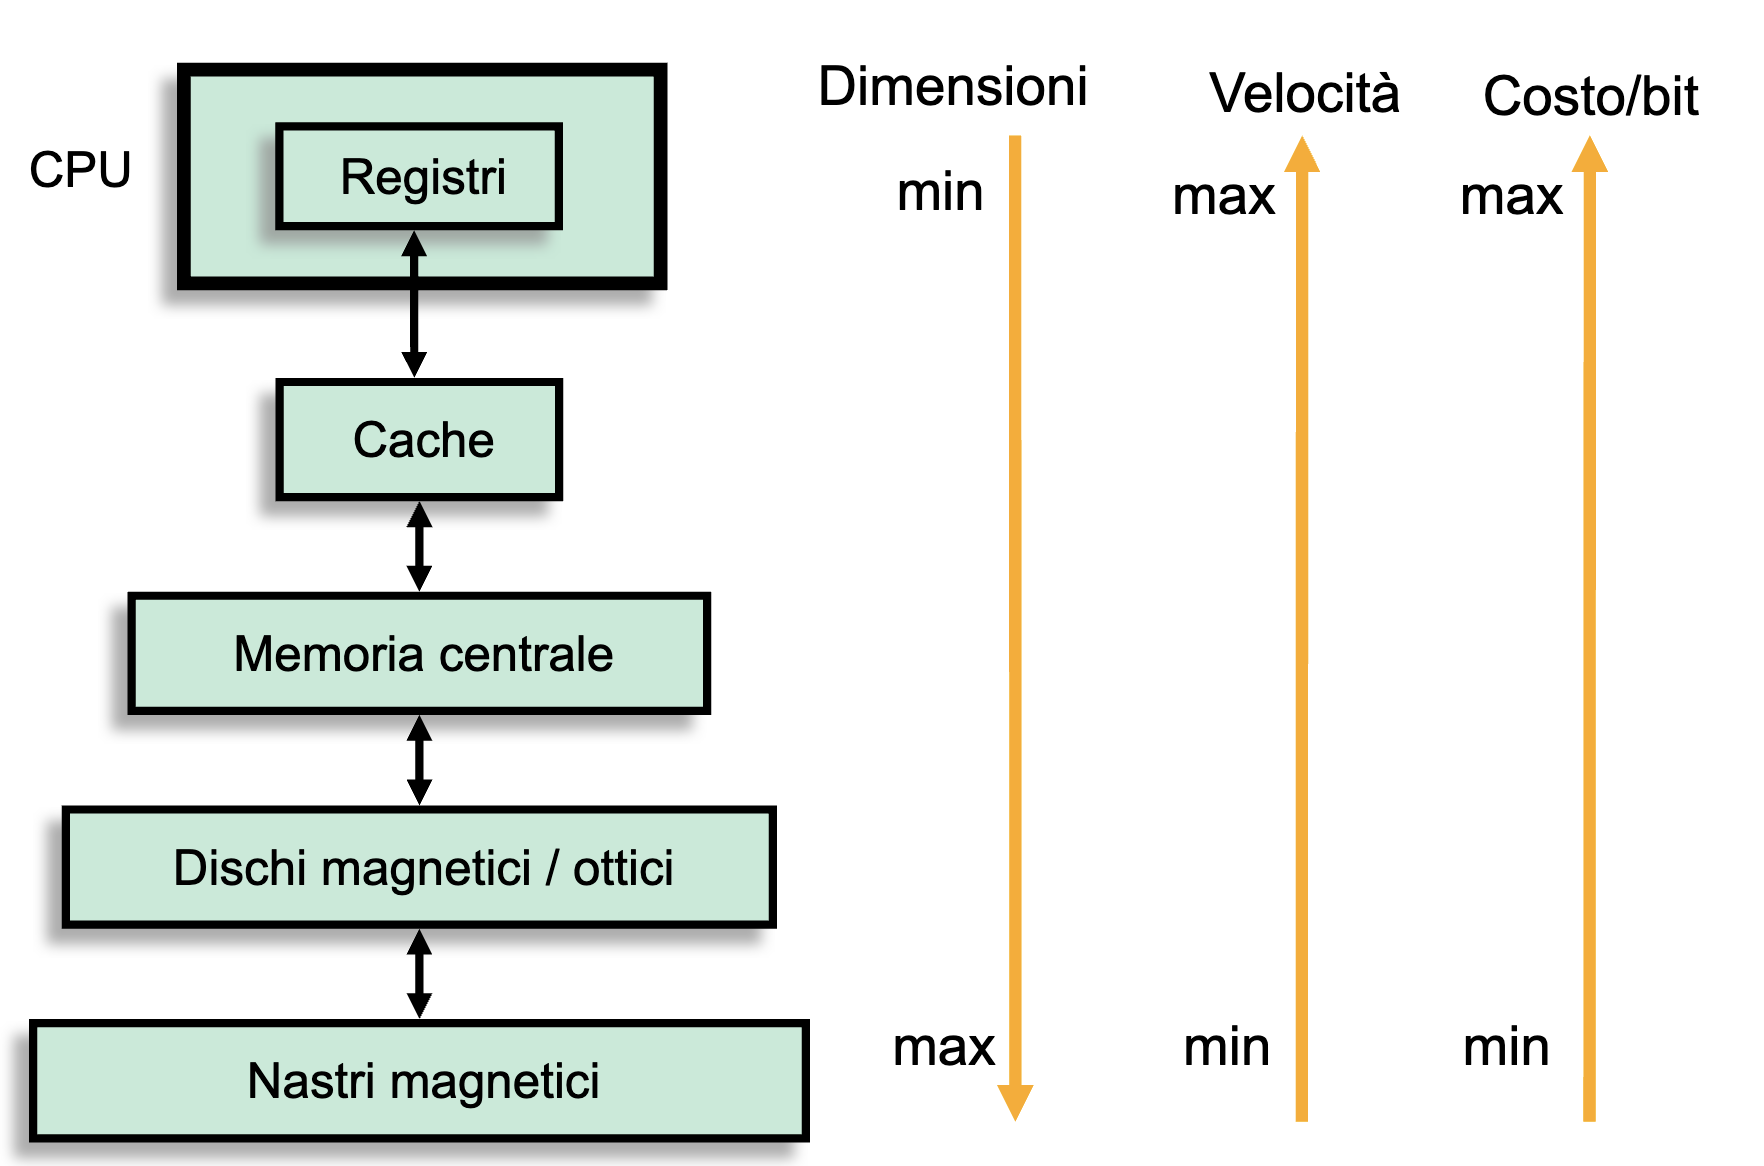 CPU
Registri
Cache
Memoria centrale
Dischi magnetici / ottici
Nastri magnetici
Dimensioni
min
max
Velocità
max
min
Costo/bit
max
min